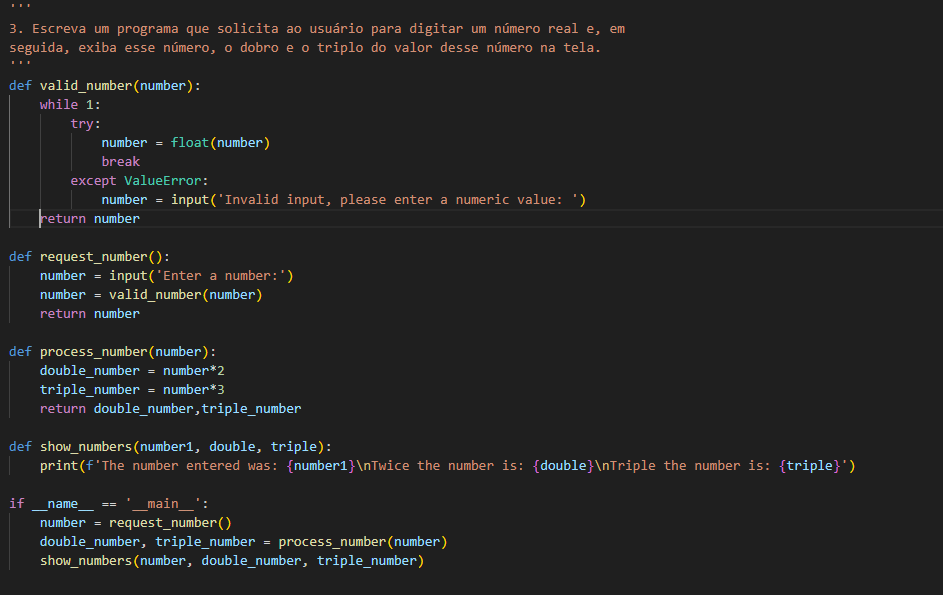 '''
3. Escreva um programa que solicita ao usuário para digitar um número real e, em
seguida, exiba esse número, o dobro e o triplo do valor desse número na tela.
'''
def valid_number(number):
    while 1:
        try:
            number = float(number)
            break
        except ValueError:
            number = input('Invalid input, please enter a numeric value: ')
    return number

def request_number():
    number = input('Enter a number:')
    number = valid_number(number)
    return number

def process_number(number):
    double_number = number*2
    triple_number = number*3
    return double_number,triple_number

def show_numbers(number1, double, triple):
    print(f'The number entered was: {number1}\nTwice the number is: {double}\nTriple the number is: {triple}')

if __name__ == '__main__':
    number = request_number()
    double_number, triple_number = process_number(number)
    show_numbers(number, double_number, triple_number)